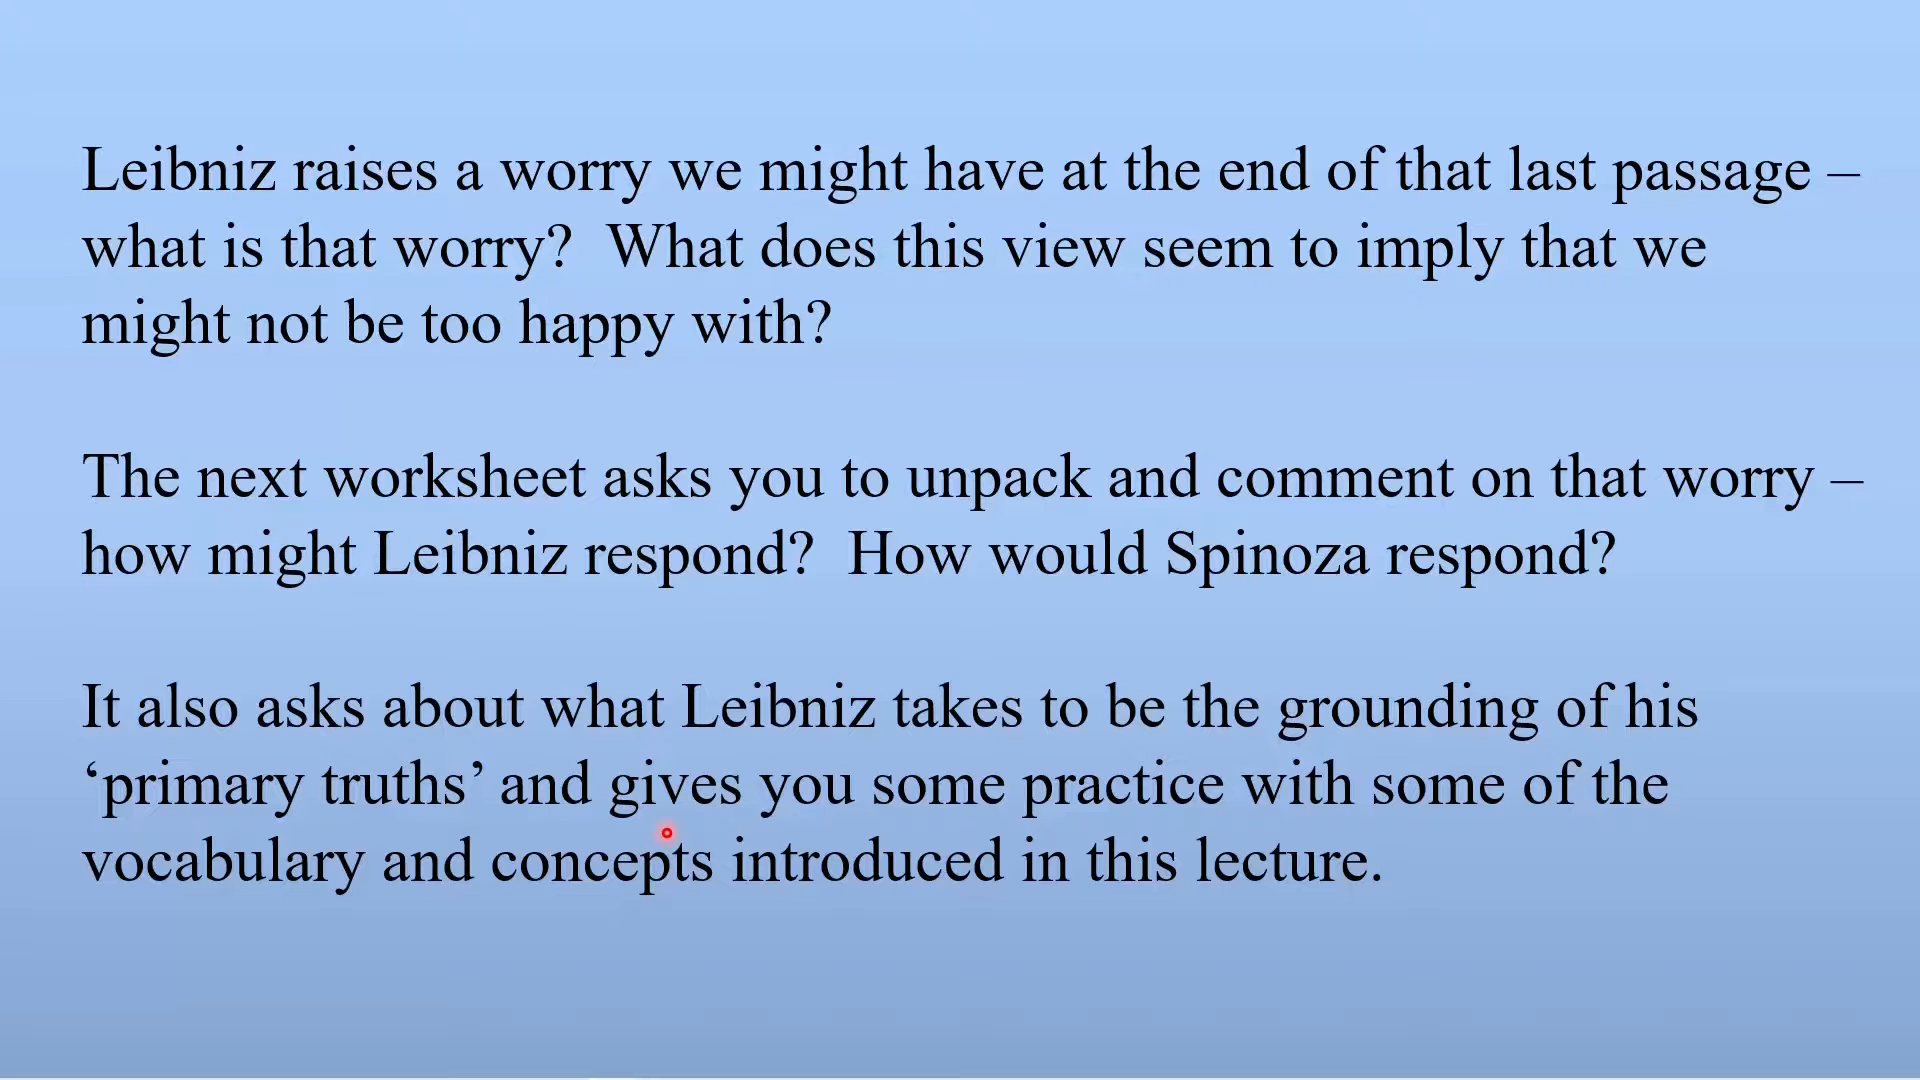 Leibniz raises a worry we might have at the end of that last passage –
what is that worry?  What does this view seem to imply that we
might not be too happy with?
The next worksheet asks you to unpack and comment on that worry –
how might Leibniz respond?  How would Spinoza respond?
It also asks about what Leibniz takes to be the grounding of his
‘primary truths’ and gives you some practice with some of the
vocabulary and concepts introduced in this lecture.